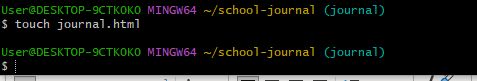 User@DESKTOP-9CTKOKO MINGW64 ~/school-journal (journal)
$ touch journal.html
User@DESKTOP-9CTKOKO MINGW64 ~/school-journal (journal)
$